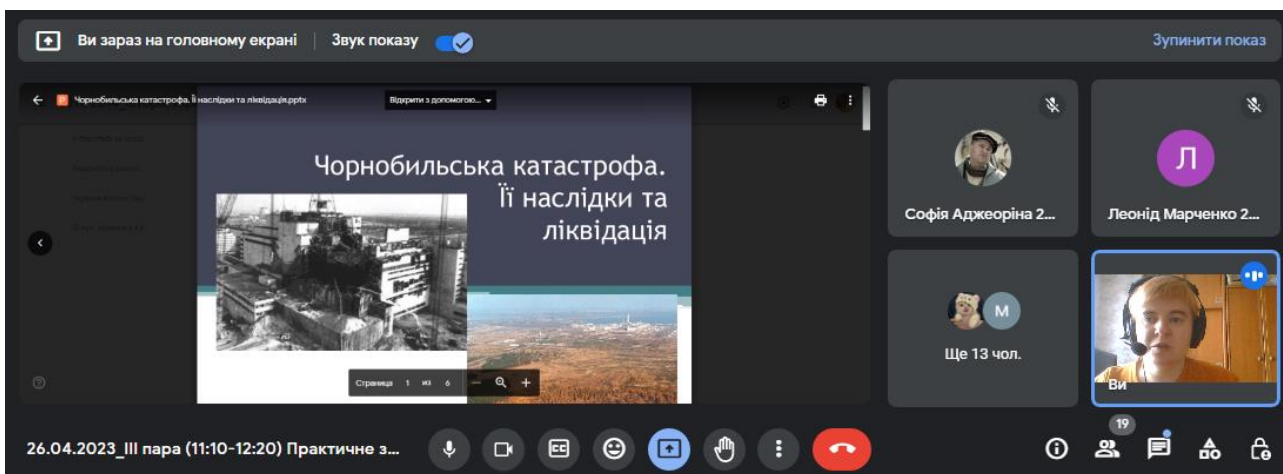 Ви зараз на головному екрані
Звук показу
Зупинити показ
Чорнобильська катастрофа. Її наслідки та ліквідація.pptx
Відкрити з допомогою...
Чорнобильська катастрофа.
Її наслідки та
ліквідація
Страница 1 из 6
Софія Аджеоріна 2...
Леонід Марченко 2...
Л
М
Ще 13 чол.
Ви
26.04.2023_III пара (11:10-12:20) Практичне з...
19